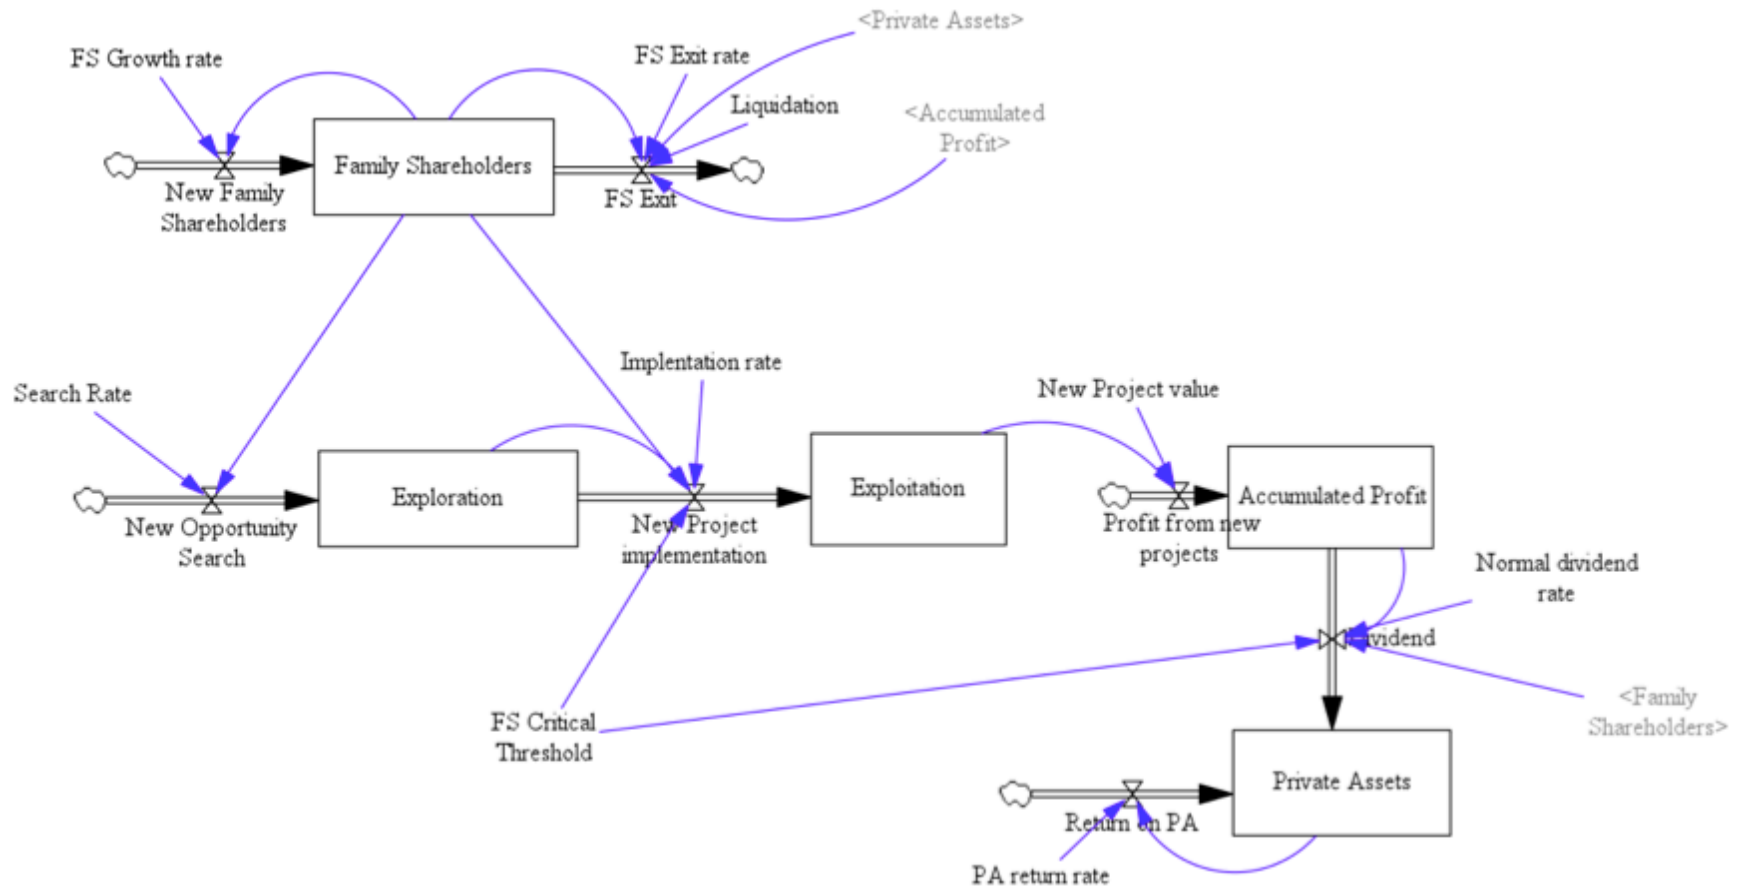 <Private Assets>
FS Growth rate
FS Exit rate
Liquidation
<Accumulated
Profit>
Family Shareholders
New Family
Shareholders
FS Exit
Implentation rate
Search Rate
New Project value
Exploration
Exploitation
Accumulated Profit
New Opportunity
Search
New Project
implementation
Profit from new
projects
Normal dividend
rate
Dividend
<Family
Shareholders>
FS Critical
Threshold
Private Assets
Return on PA
PA return rate